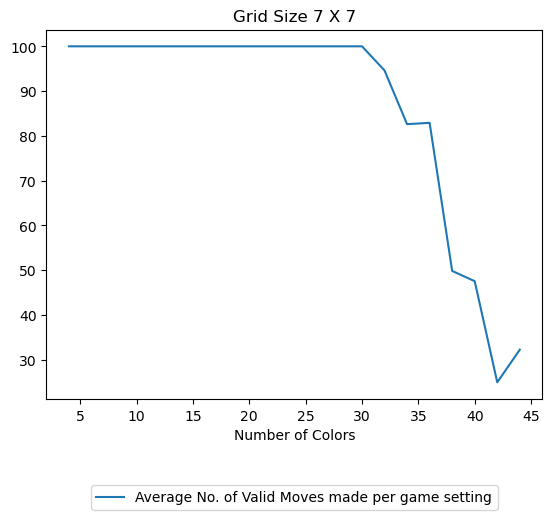 Grid Size 7 X 7
100
90
80
70
60
50
40
30
5 10 15 20 25 30 35 40 45
Number of Colors
Average No. of Valid Moves made per game setting